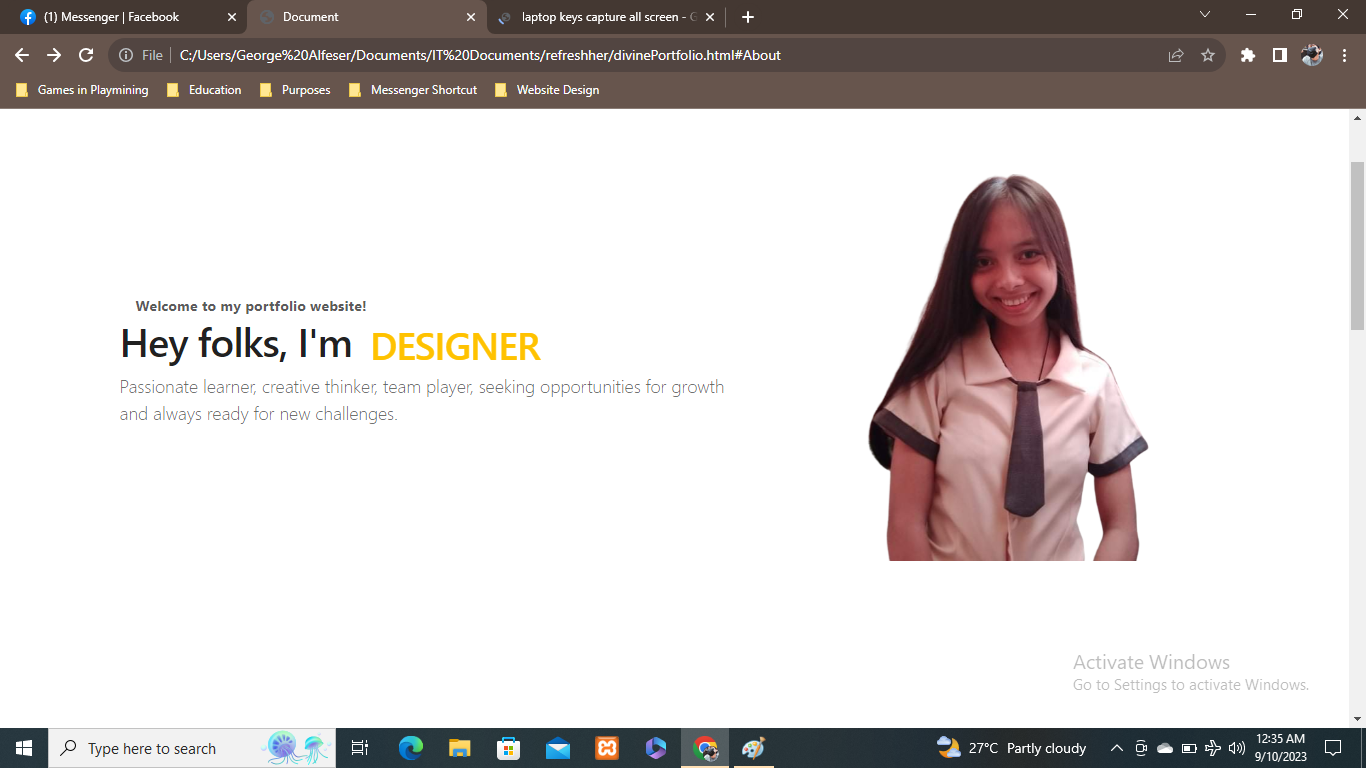 (1) Messenger | Facebook
Document
laptop keys capture all screen - G
File
C:/Users/George%20Alfeser/Documents/IT%20Documents/refreshher/divinePortfolio.html#About
Games in Playmining
Education
Purposes
Messenger Shortcut
Website Design
Welcome to my portfolio website!
Hey folks, I'm DESIGNER
Passionate learner, creative thinker, team player, seeking opportunities for growth
and always ready for new challenges.
Activate Windows
Go to Settings to activate Windows.
Type here to search
27°C Partly cloudy
12:35 AM
9/10/2023